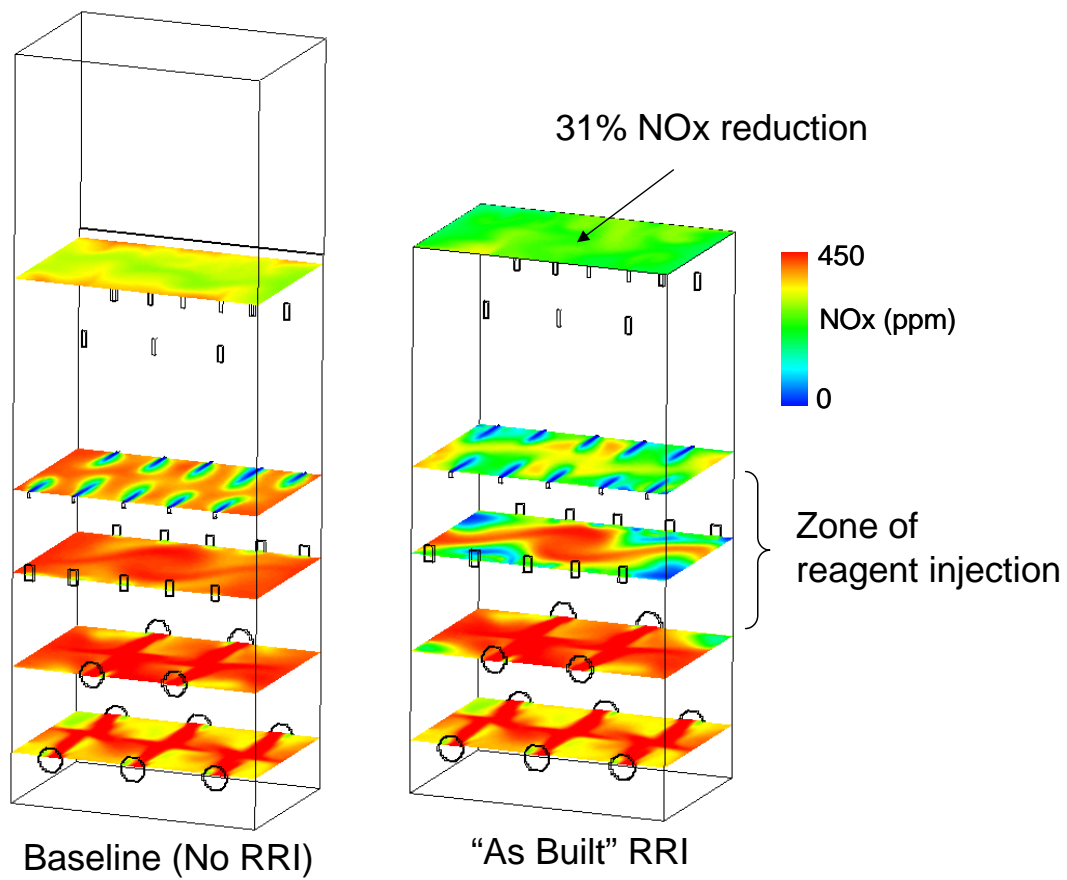 31% NOx reduction
450
NOx (ppm)
0
Zone of
reagent injection
Baseline (No RRI)
“As Built” RRI